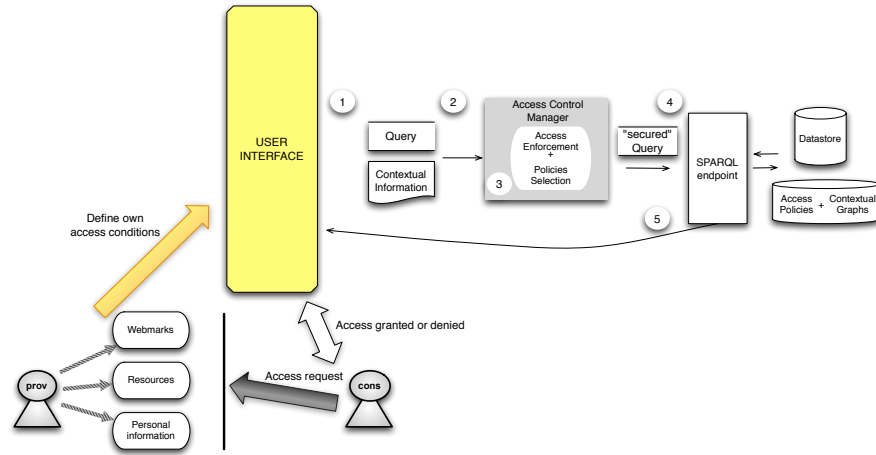 USER
INTERFACE
1
2
Query
Contextual
Information
Access Control
Manager
Access
Enforcement
+
Policies
Selection
3
4
"secured"
Query
SPARQL
endpoint
Datastore
Access
Policies
+
Contextual
Graphs
5
Define own
access conditions
Access granted or denied
Webmarks
prov
Resources
Personal
information
Access request
cons